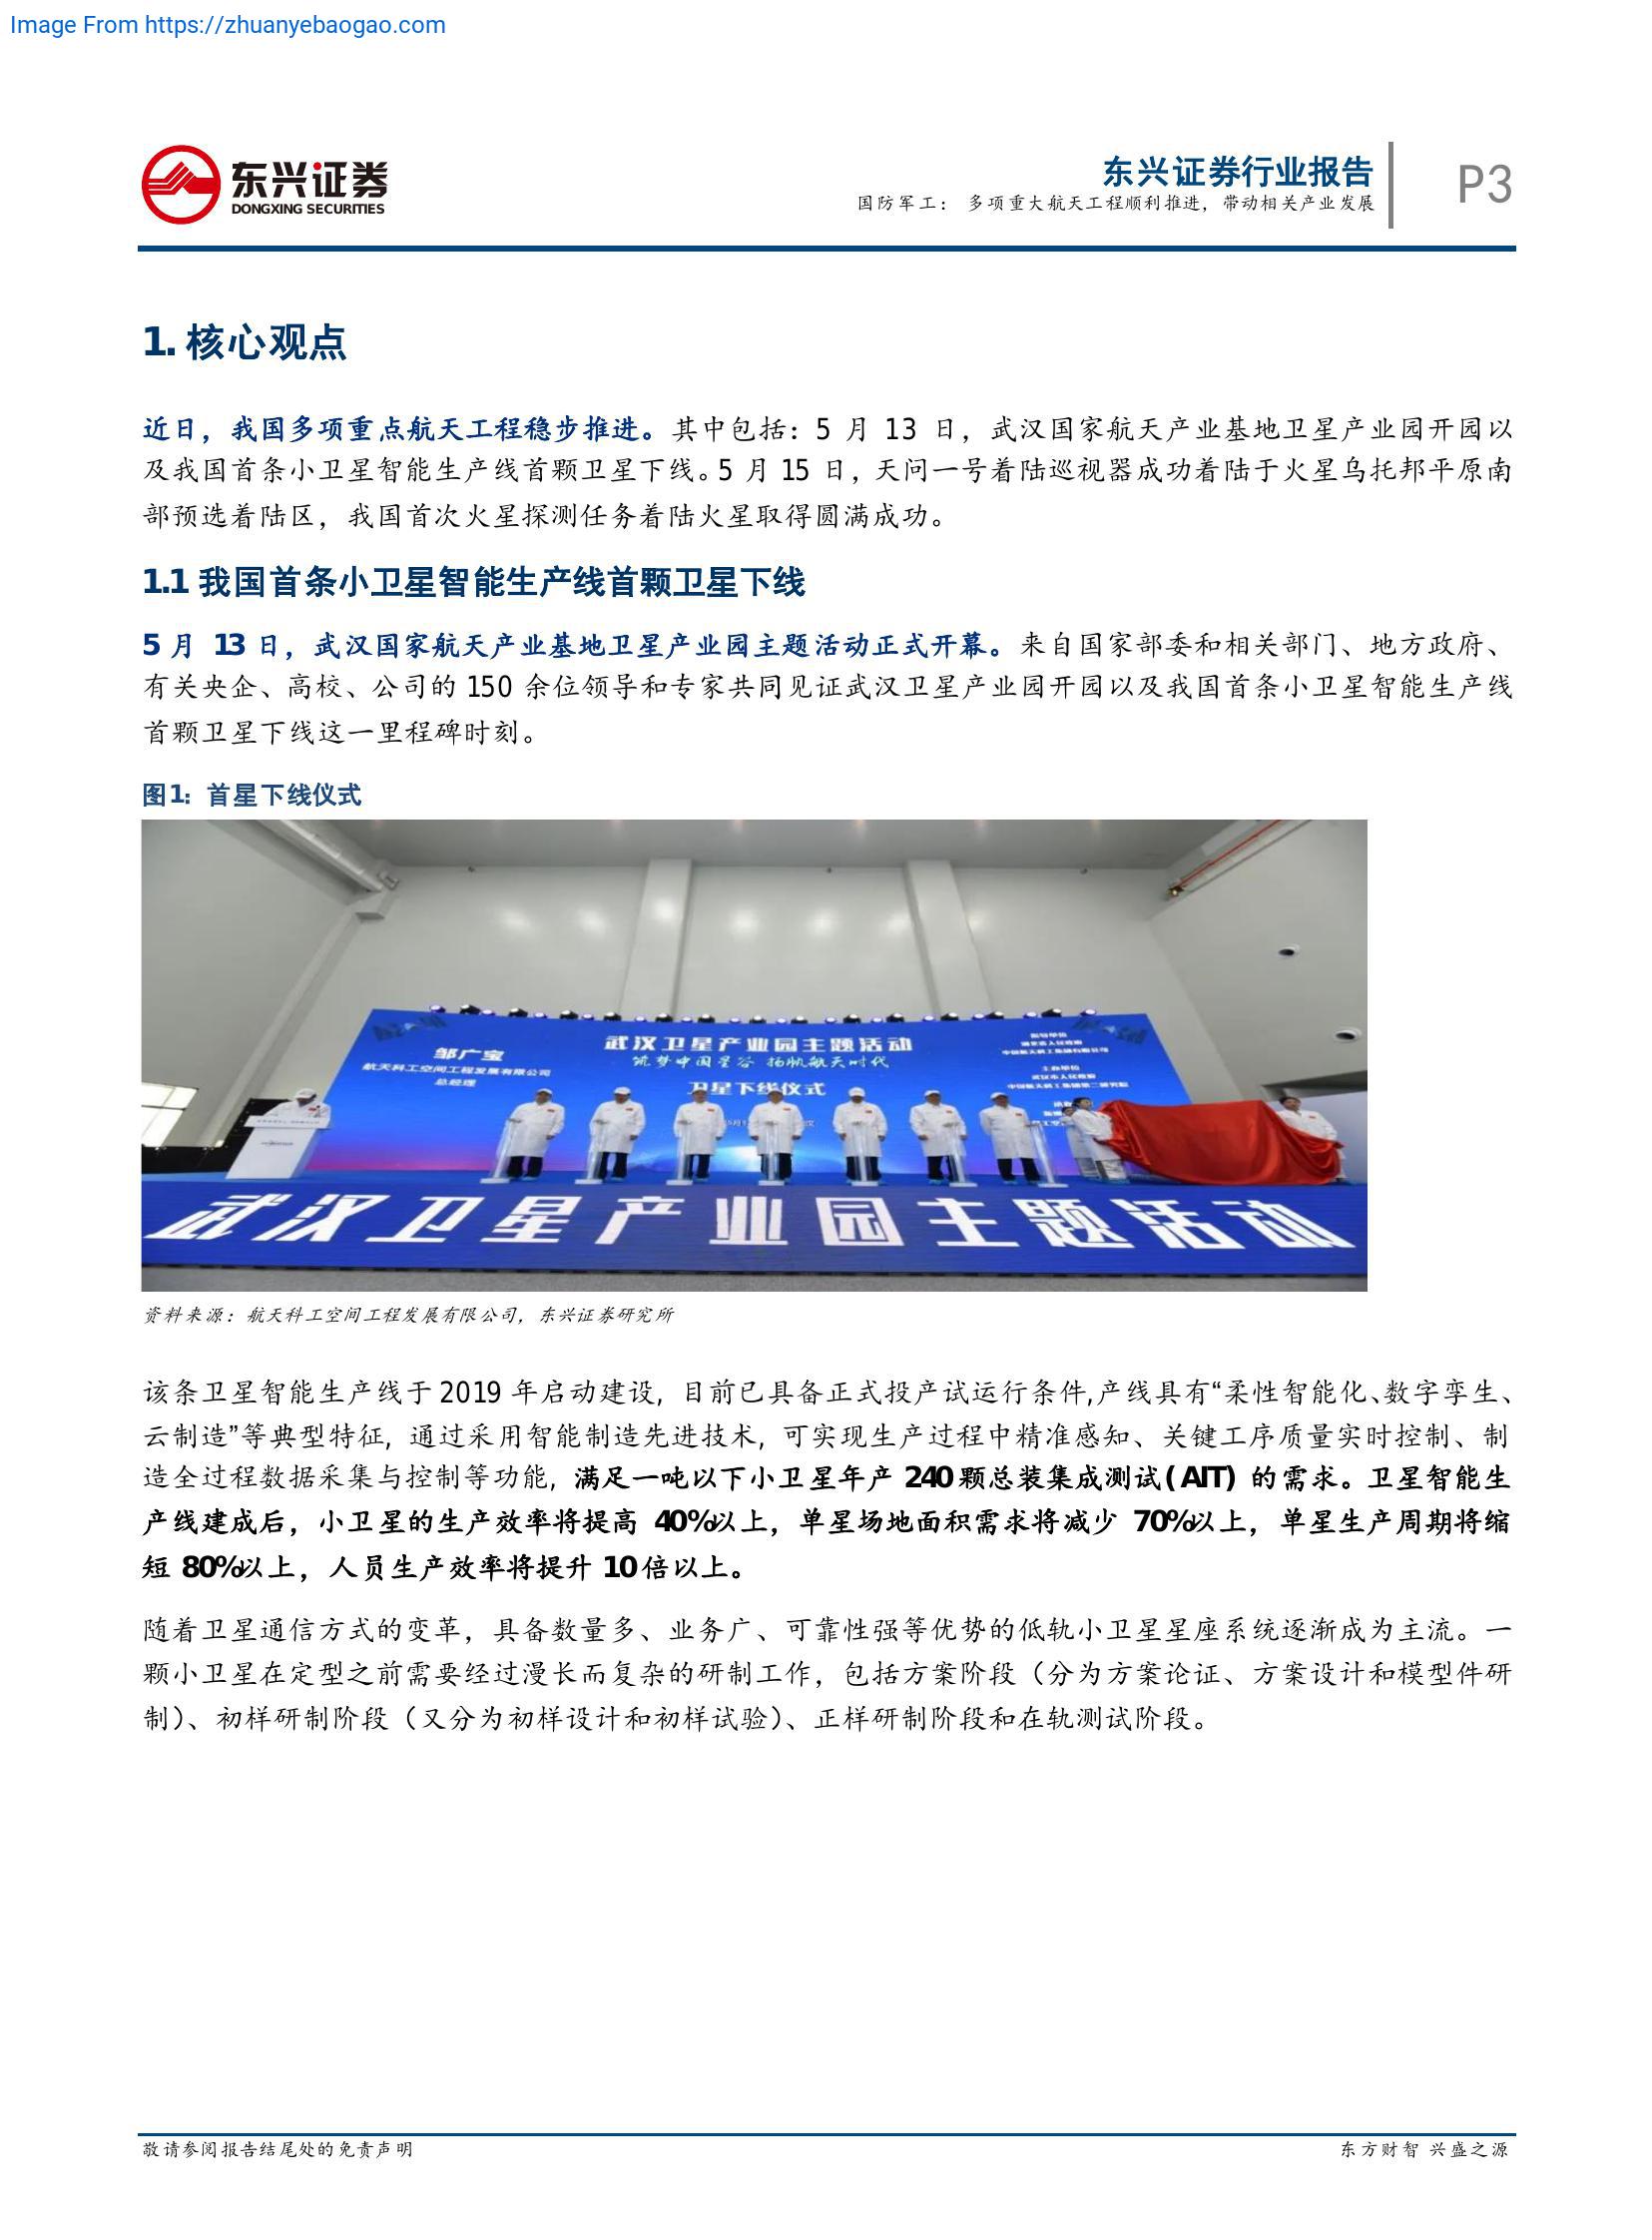 Image From https://zhuanyebaogao.com
东兴证券
DONGXING SECURITIES
东兴证券行业报告
国防军工： 多项重大航天工程顺利推进，带动相关产业发展
P3
1. 核心观点
近日，我国多项重点航天工程稳步推进。其中包括：5 月 13 日，武汉国家航天产业基地卫星产业园开园以
及我国首条小卫星智能生产线首颗卫星下线。5 月 15 日，天问一号着陆巡视器成功着陆于火星乌托邦平原南
部预选着陆区，我国首次火星探测任务着陆火星取得圆满成功。
1.1 我国首条小卫星智能生产线首颗卫星下线
5 月 13 日，武汉国家航天产业基地卫星产业园主题活动正式开幕。来自国家部委和相关部门、地方政府、
有关央企、高校、公司的 150 余位领导和专家共同见证武汉卫星产业园开园以及我国首条小卫星智能生产线
首颗卫星下线这一里程碑时刻。
图1：首星下线仪式
武汉卫星产业园主题活动
筑梦中国星谷 扬帆航天时代
卫星下线仪式
邹广宝
航天科工空间工程发展有限公司
总经理
武汉卫星产业园主题活动
资料来源：航天科工空间工程发展有限公司，东兴证券研究所
该条卫星智能生产线于 2019 年启动建设，目前已具备正式投产试运行条件,产线具有“柔性智能化、数字孪生、
云制造”等典型特征，通过采用智能制造先进技术，可实现生产过程中精准感知、关键工序质量实时控制、制
造全过程数据采集与控制等功能，满足一吨以下小卫星年产 240 颗总装集成测试(AIT) 的需求。卫星智能生
产线建成后，小卫星的生产效率将提高 40%以上，单星场地面积需求将减少 70%以上，单星生产周期将缩
短 80%以上，人员生产效率将提升 10 倍以上。
随着卫星通信方式的变革，具备数量多、业务广、可靠性强等优势的低轨小卫星星座系统逐渐成为主流。一
颗小卫星在定型之前需要经过漫长而复杂的研制工作，包括方案阶段（分为方案论证、方案设计和模型件研
制）、初样研制阶段（又分为初样设计和初样试验）、正样研制阶段和在轨测试阶段。
敬请参阅报告结尾处的免责声明
东方财智 兴盛之源